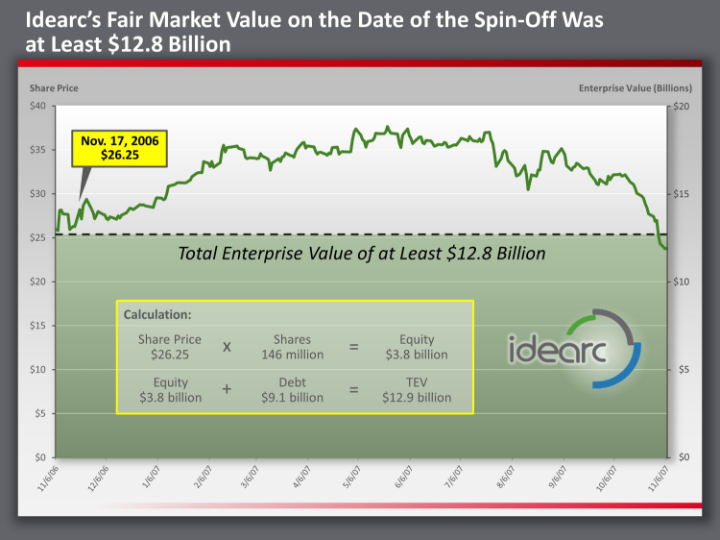 Idearc’s Fair Market Value on the Date of the Spin-Off Was
at Least $12.8 Billion
Share Price
Enterprise Value (Billions)
$40
$35
$30
$25
$20
$15
$10
$5
$0
$20
$15
$10
$5
$0
Nov. 17, 2006
$26.25
Total Enterprise Value of at Least $12.8 Billion
Calculation:
Share Price x Shares = Equity
$26.25 146 million $3.8 billion
Equity + Debt = TEV
$3.8 billion $9.1 billion $12.9 billion
idearc
11/6/06 12/6/06 1/6/07 2/6/07 3/6/07 4/6/07 5/6/07 6/6/07 7/6/07 8/6/07 9/6/07 10/6/07 11/6/07